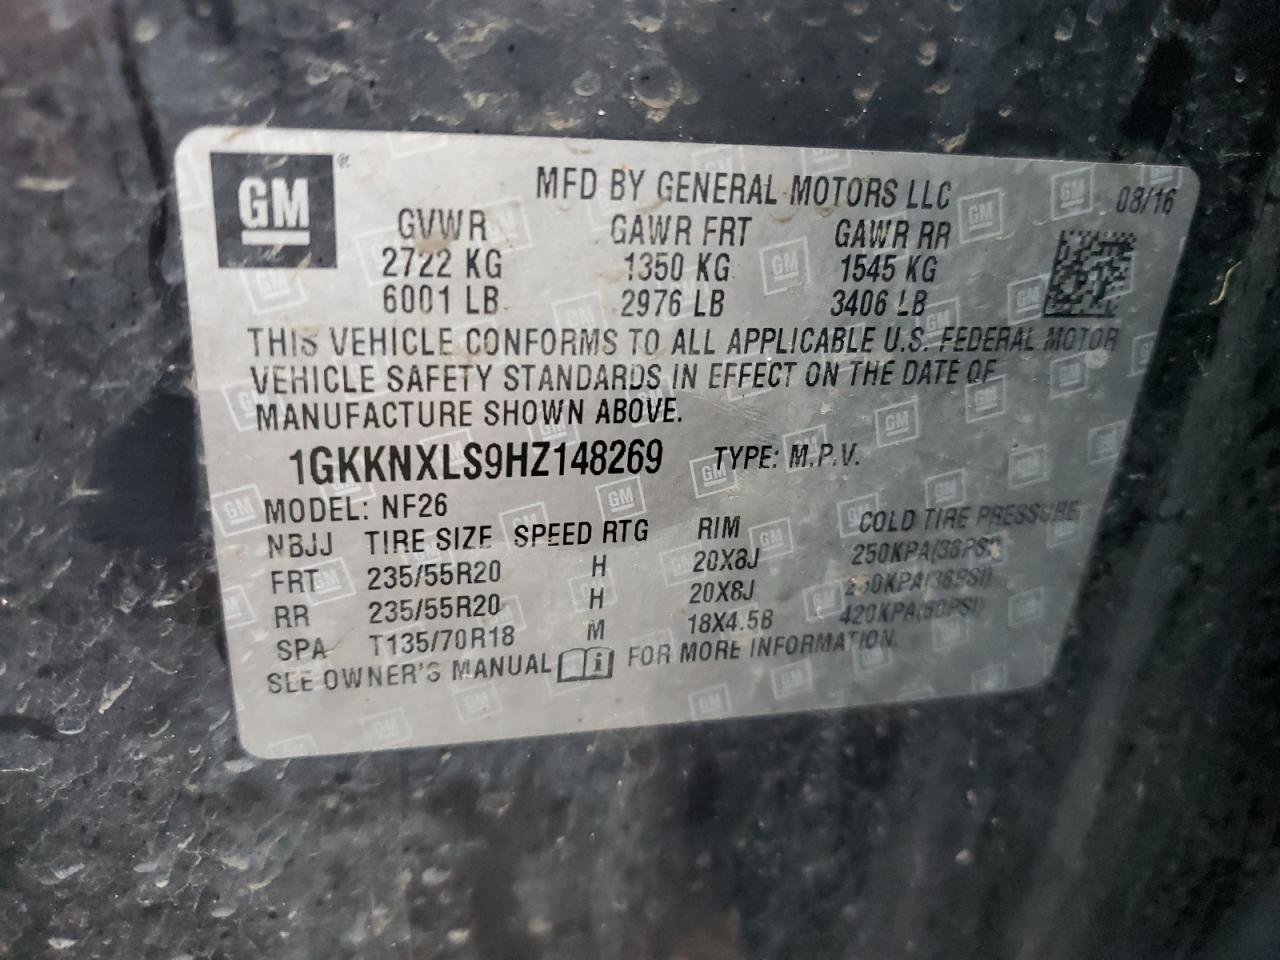 GM
MFD BY GENERAL MOTORS LLC 08/16
GVWR GAWR FRT GAWR RR
2722 KG 1350 KG 1545 KG
6001 LB 2976 LB 3406 LB
THIS VEHICLE CONFORMS TO ALL APPLICABLE U.S. FEDERAL MOTOR
VEHICLE SAFETY STANDARDS IN EFFECT ON THE DATE OF
MANUFACTURE SHOWN ABOVE.
1GKKNXLS9HZ148269 TYPE: M.P.V.
MODEL: NF26
NBJJ TIRE SIZE SPEED RTG RIM COLD TIRE PRESSURE
FRT 235/55R20 H 20X8J 250KPA(36PSI)
RR 235/55R20 H 20X8J 250KPA(36PSI)
SPA T135/70R18 M 18X4.5B 420KPA(60PSI)
SEE OWNER'S MANUAL FOR MORE INFORMATION.